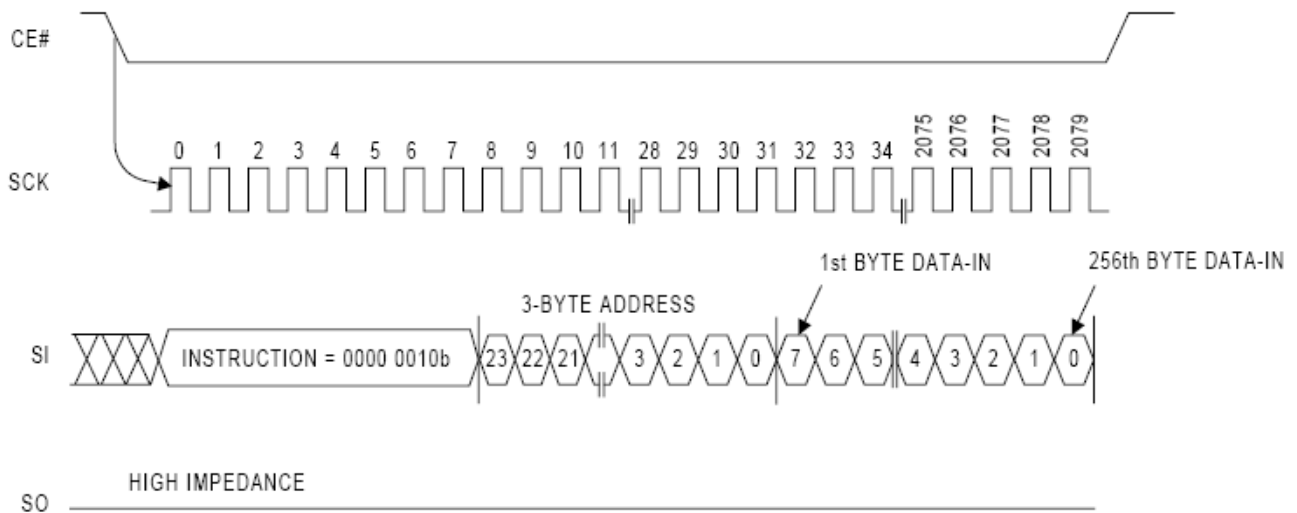 CE#
0 1 2 3 4 5 6 7 8 9 10 11 28 29 30 31 32 33 34 2075 2076 2077 2078 2079
SCK
1st BYTE DATA-IN 256th BYTE DATA-IN
3-BYTE ADDRESS
SI INSTRUCTION = 0000 0010b 23 22 21 3 2 1 0 7 6 5 4 3 2 1 0
HIGH IMPEDANCE
SO